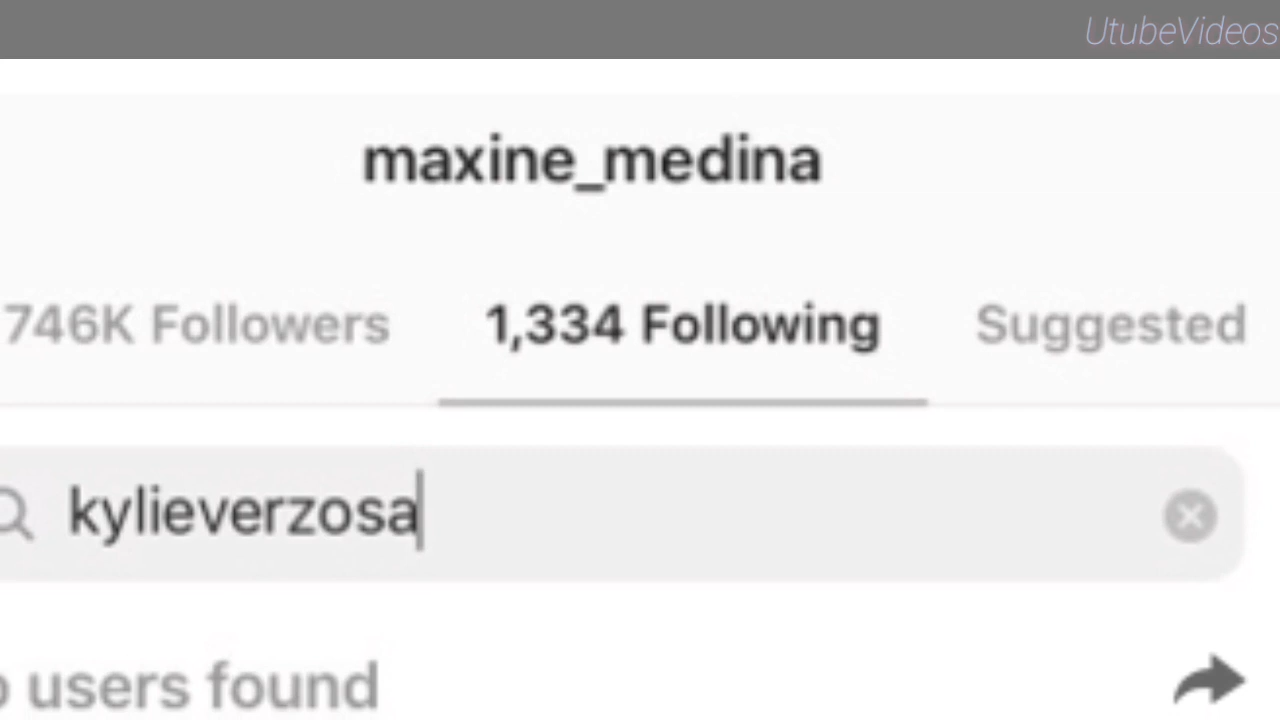 UtubeVideos
maxine_medina
746K Followers 1,334 Following Suggested
kylieverzosa
users found